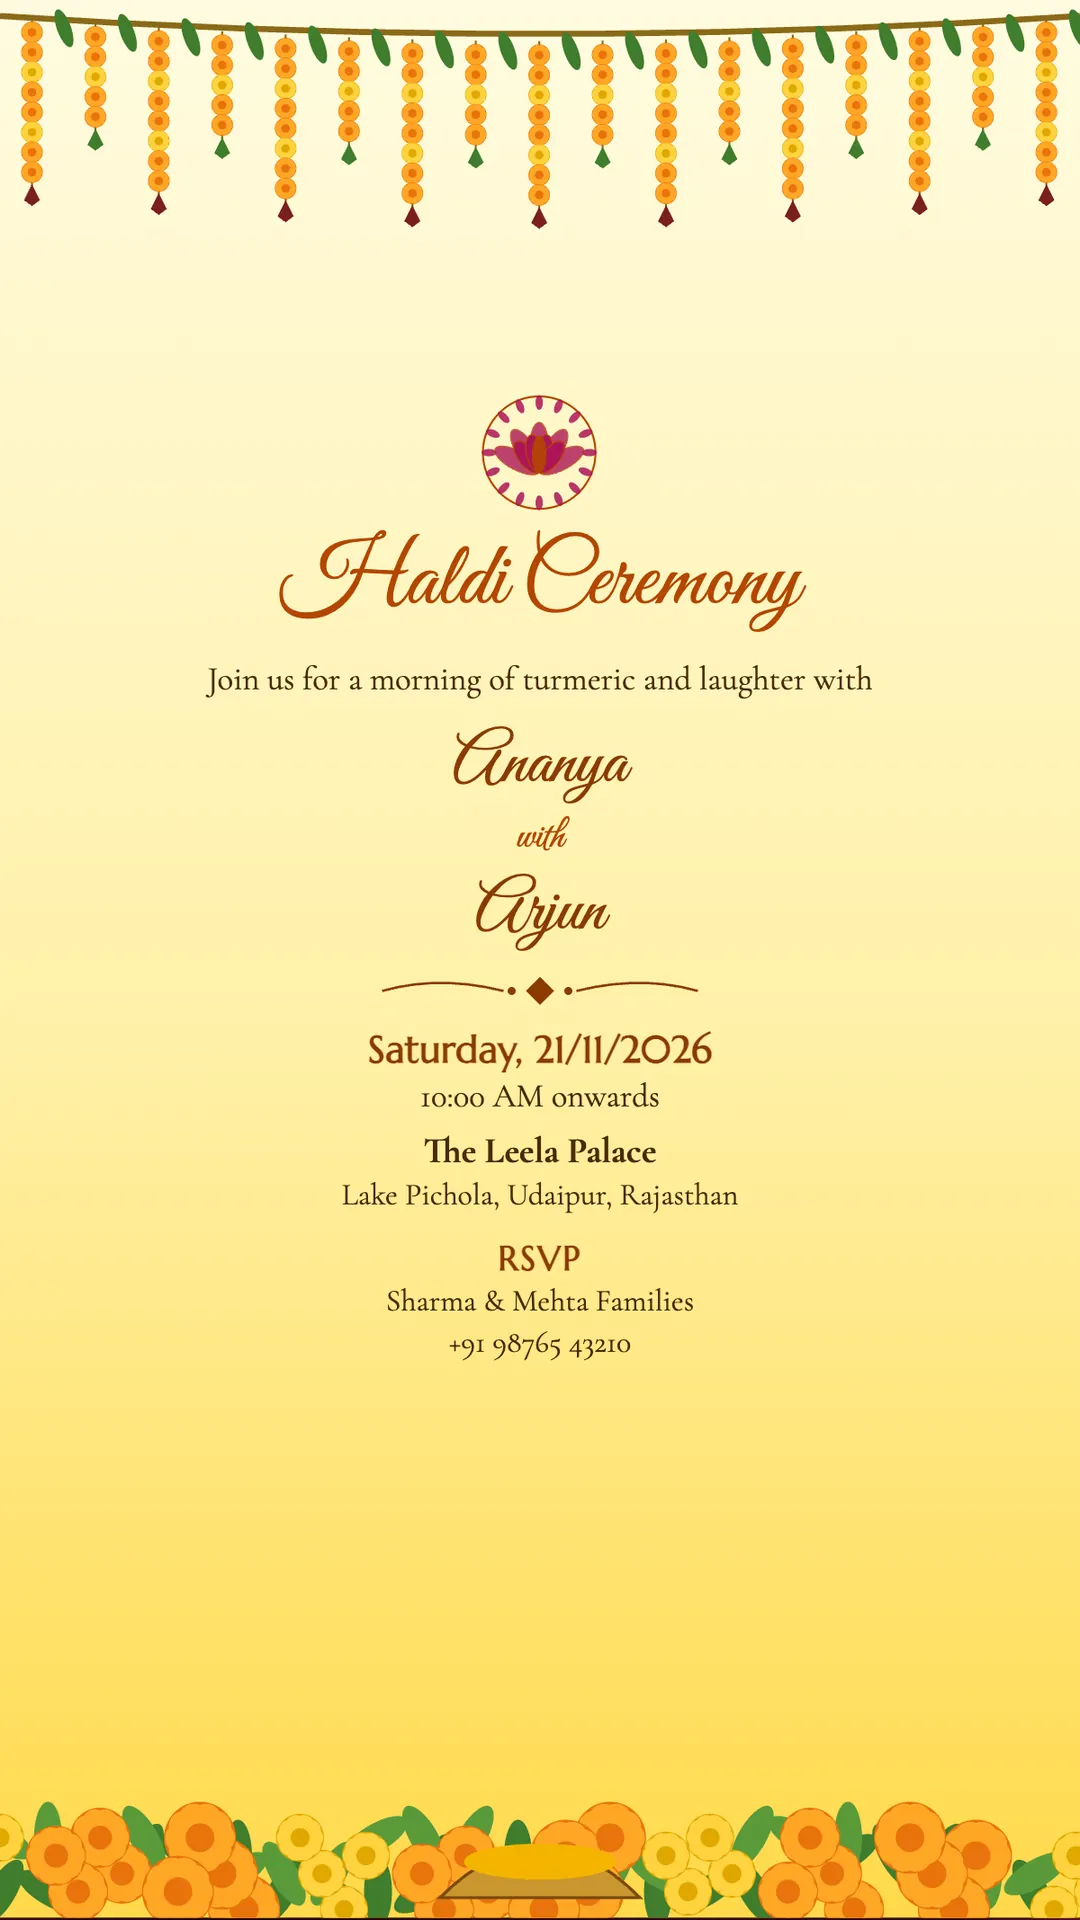 Haldi Ceremony
Join us for a morning of turmeric and laughter with
Ananya
with
Arjun
Saturday, 21/11/2026
10:00 AM onwards
The Leela Palace
Lake Pichola, Udaipur, Rajasthan
RSVP
Sharma & Mehta Families
+91 98765 43210